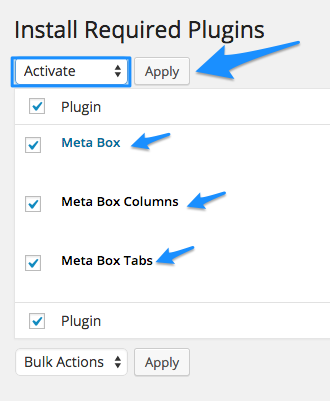 Install Required Plugins
Activate Apply
Plugin
Meta Box
Meta Box Columns
Meta Box Tabs
Plugin
Bulk Actions Apply